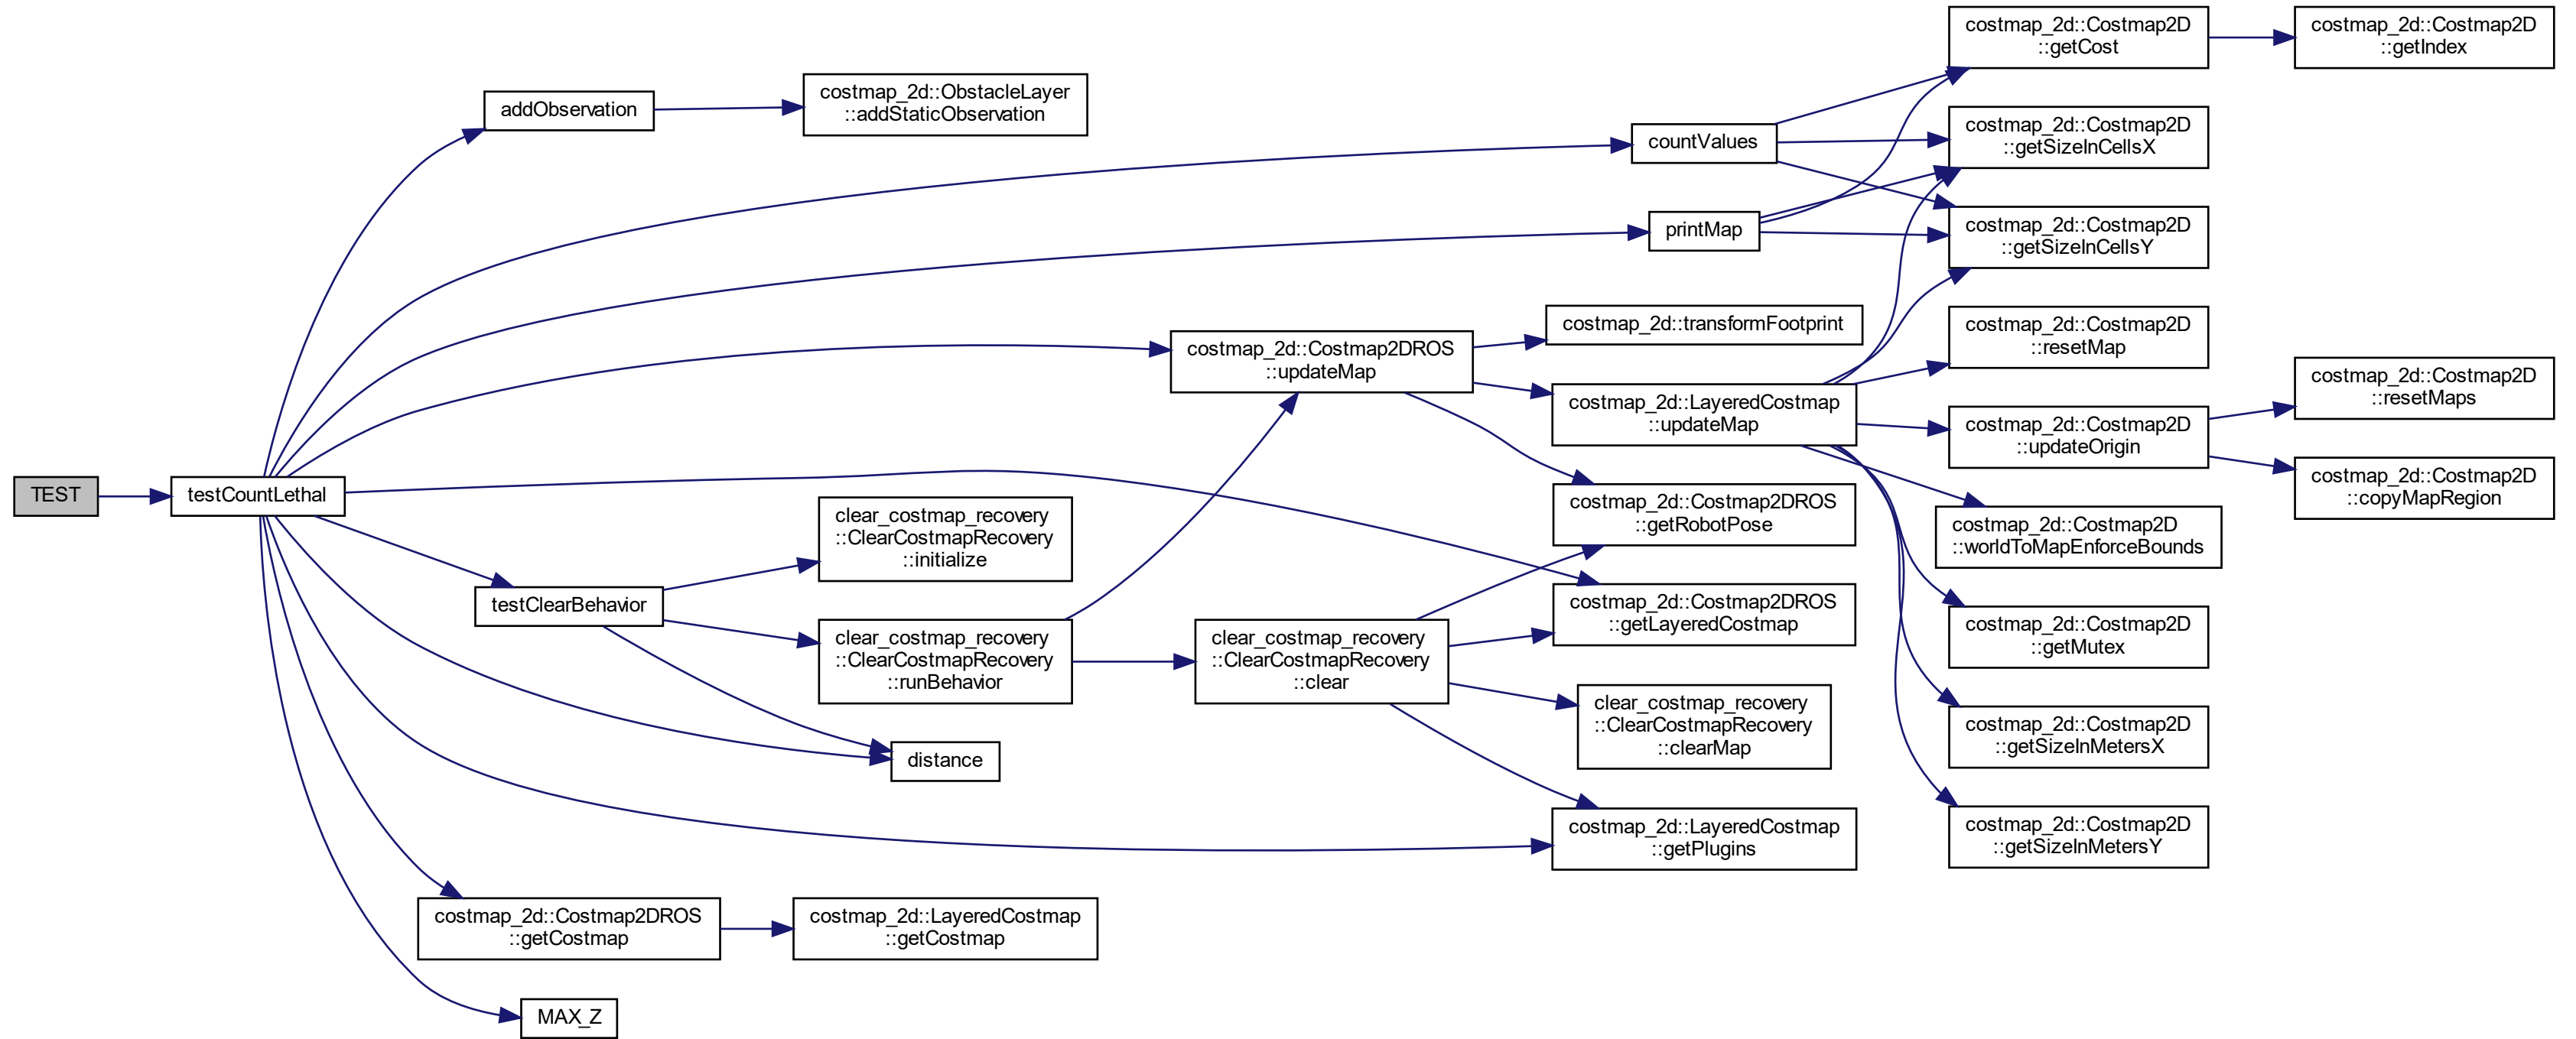 TEST
testCountLethal
addObservation
costmap_2d::ObstacleLayer
::addStaticObservation
countValues
printMap
costmap_2d::Costmap2D
::getCost
costmap_2d::Costmap2D
::getIndex
costmap_2d::Costmap2D
::getSizeInCellsX
costmap_2d::Costmap2D
::getSizeInCellsY
costmap_2d::Costmap2DROS
::updateMap
costmap_2d::transformFootprint
costmap_2d::LayeredCostmap
::updateMap
costmap_2d::Costmap2D
::resetMap
costmap_2d::Costmap2D
::updateOrigin
costmap_2d::Costmap2D
::resetMaps
costmap_2d::Costmap2D
::copyMapRegion
costmap_2d::Costmap2D
::worldToMapEnforceBounds
costmap_2d::Costmap2D
::getMutex
costmap_2d::Costmap2D
::getSizeInMetersX
costmap_2d::Costmap2D
::getSizeInMetersY
costmap_2d::Costmap2DROS
::getRobotPose
costmap_2d::Costmap2DROS
::getLayeredCostmap
testClearBehavior
clear_costmap_recovery
::ClearCostmapRecovery
::initialize
clear_costmap_recovery
::ClearCostmapRecovery
::runBehavior
clear_costmap_recovery
::ClearCostmapRecovery
::clear
clear_costmap_recovery
::ClearCostmapRecovery
::clearMap
distance
costmap_2d::LayeredCostmap
::getPlugins
costmap_2d::Costmap2DROS
::getCostmap
costmap_2d::LayeredCostmap
::getCostmap
MAX_Z